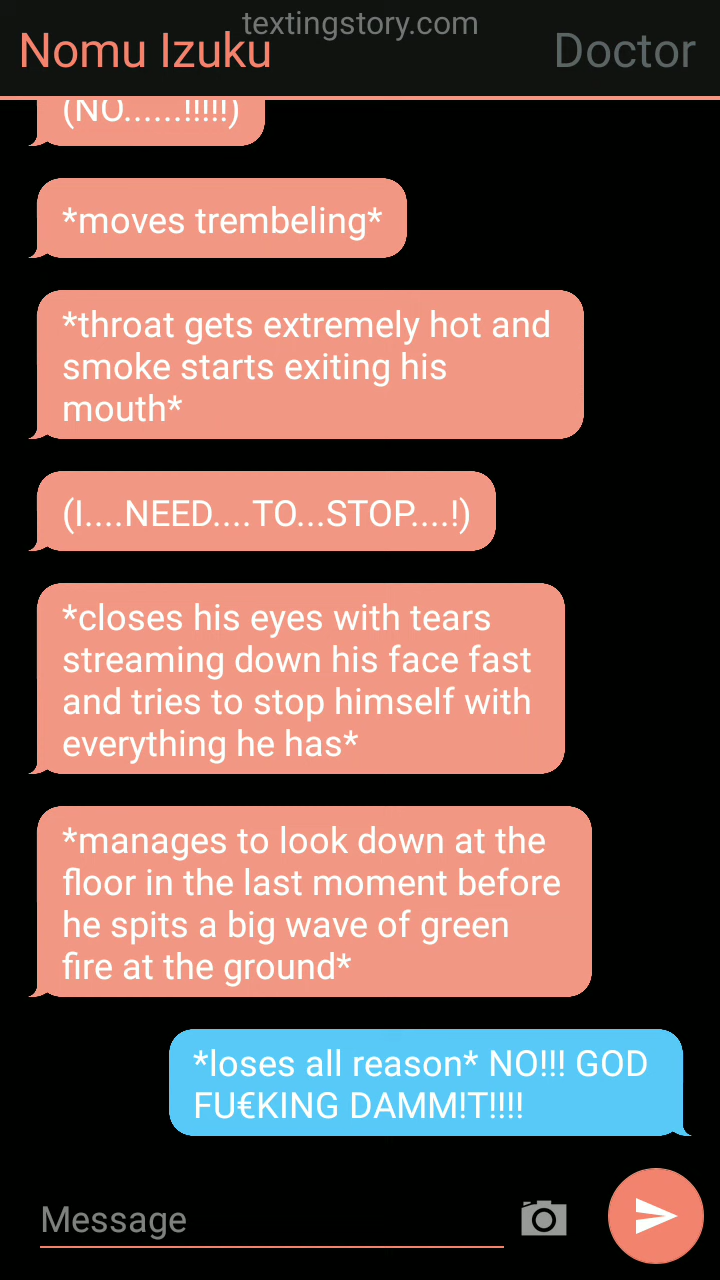 textingstory.com
Nomu Izuku
Doctor
(NO......!!!!!)
*moves trembeling*
*throat gets extremely hot and
smoke starts exiting his
mouth*
(I....NEED....TO...STOP....!)
*closes his eyes with tears
streaming down his face fast
and tries to stop himself with
everything he has*
*manages to look down at the
floor in the last moment before
he spits a big wave of green
fire at the ground*
*loses all reason* NO!!! GOD
FU€KING DAMM!T!!!!
Message